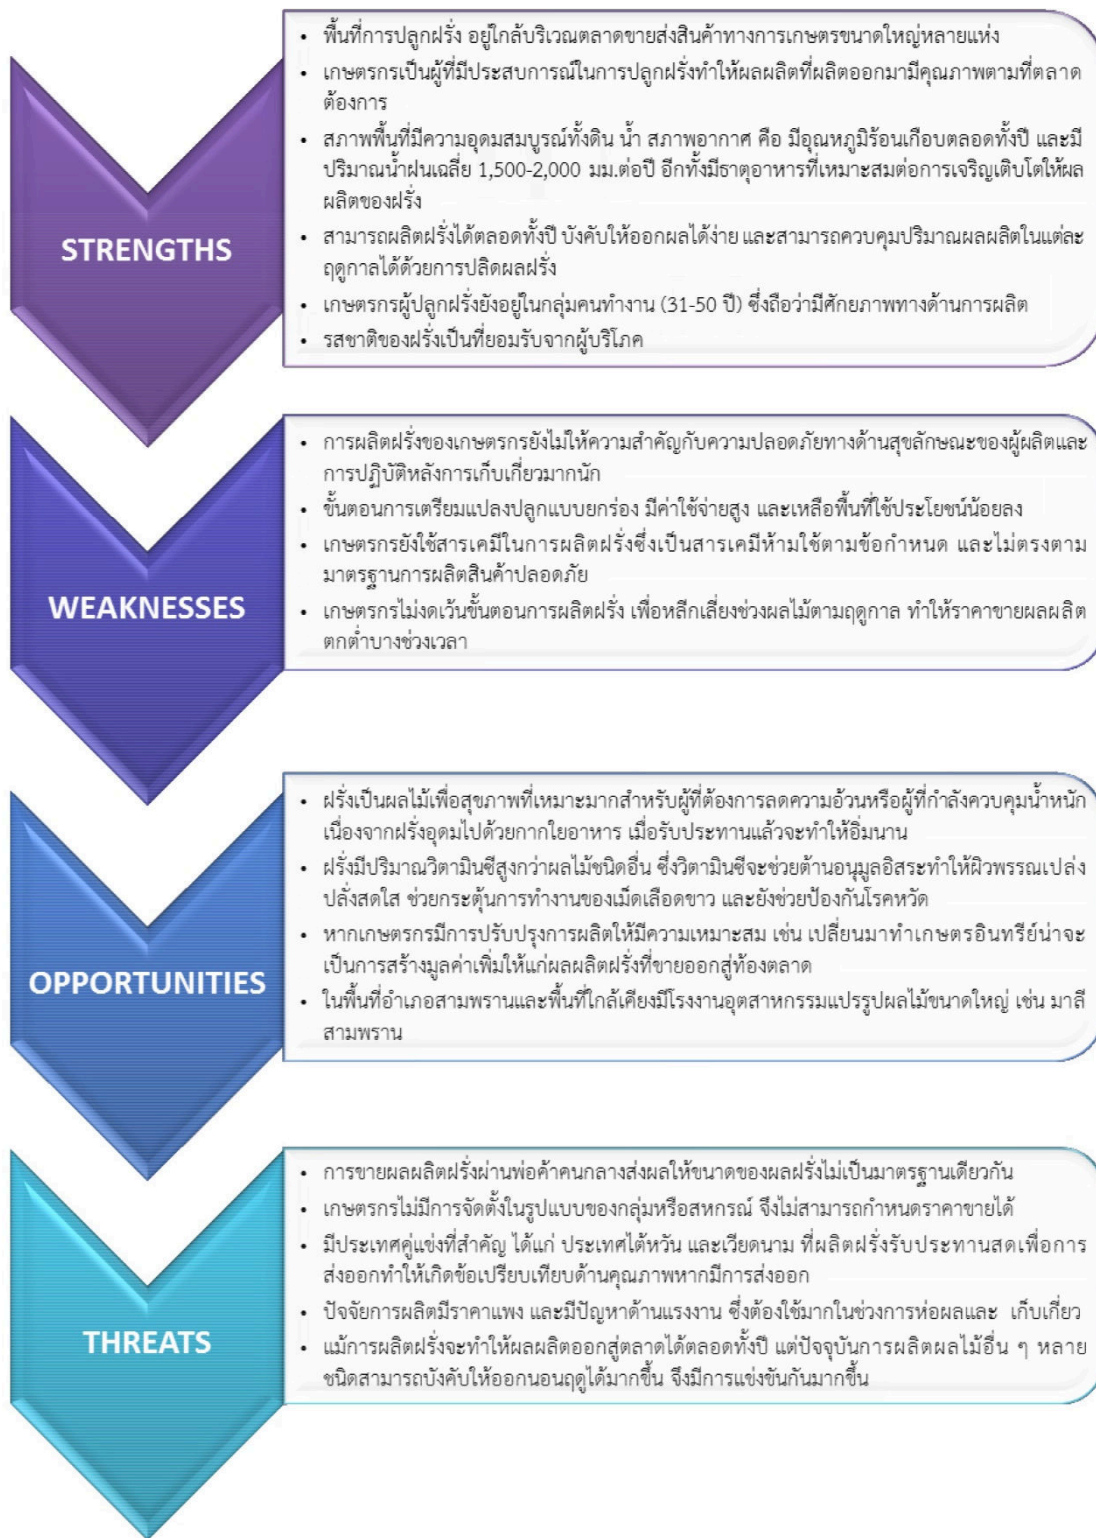 • พื้นที่การปลูกฝรั่ง อยู่ใกล้บริเวณตลาดขายส่งสินค้าทางการเกษตรขนาดใหญ่หลายแห่ง
• เกษตรกรเป็นผู้ที่มีประสบการณ์ในการปลูกฝรั่งทำให้ผลผลิตที่ผลิตออกมามีคุณภาพตามที่ตลาด
ต้องการ
• สภาพพื้นที่มีความอุดมสมบูรณ์ทั้งดิน น้ำ สภาพอากาศ คือ มีอุณหภูมิร้อนเกือบตลอดทั้งปี และมี
ปริมาณน้ำฝนเฉลี่ย 1,500-2,000 มม.ต่อปี อีกทั้งมีธาตุอาหารที่เหมาะสมต่อการเจริญเติบโตให้ผล
ผลิตของฝรั่ง
STRENGTHS
• สามารถผลิตฝรั่งได้ตลอดทั้งปี บังคับให้ออกผลได้ง่าย และสามารถควบคุมปริมาณผลผลิตในแต่ละ
ฤดูกาลได้ด้วยการปลิดผลฝรั่ง
• เกษตรกรผู้ปลูกฝรั่งยังอยู่ในกลุ่มคนทำงาน (31-50 ปี) ซึ่งถือว่ามีศักยภาพทางด้านการผลิต
• รสชาติของฝรั่งเป็นที่ยอมรับจากผู้บริโภค
• การผลิตฝรั่งของเกษตรกรยังไม่ให้ความสำคัญกับความปลอดภัยทางด้านสุขลักษณะของผู้ผลิตและ
การปฏิบัติหลังการเก็บเกี่ยวมากนัก
• ขั้นตอนการเตรียมแปลงปลูกแบบยกร่อง มีค่าใช้จ่ายสูง และเหลือพื้นที่ใช้ประโยชน์น้อยลง
• เกษตรกรยังใช้สารเคมีในการผลิตฝรั่งซึ่งเป็นสารเคมีห้ามใช้ตามข้อกำหนด และไม่ตรงตาม
มาตรฐานการผลิตสินค้าปลอดภัย
WEAKNESSES
• เกษตรกรไม่งดเว้นขั้นตอนการผลิตฝรั่ง เพื่อหลีกเลี่ยงช่วงผลไม้ตามฤดูกาล ทำให้ราคาขายผลผลิต
ตกต่ำบางช่วงเวลา
• ฝรั่งเป็นผลไม้เพื่อสุขภาพที่เหมาะมากสำหรับผู้ที่ต้องการลดความอ้วนหรือผู้ที่กำลังควบคุมน้ำหนัก
เนื่องจากฝรั่งอุดมไปด้วยกากใยอาหาร เมื่อรับประทานแล้วจะทำให้อิ่มนาน
• ฝรั่งมีปริมาณวิตามินซีสูงกว่าผลไม้ชนิดอื่น ซึ่งวิตามินซีจะช่วยต้านอนุมูลอิสระทำให้ผิวพรรณเปล่ง
ปลั่งสดใส ช่วยกระตุ้นการทำงานของเม็ดเลือดขาว และยังช่วยป้องกันโรคหวัด
• หากเกษตรกรมีการปรับปรุงการผลิตให้มีความเหมาะสม เช่น เปลี่ยนมาทำเกษตรอินทรีย์น่าจะ
เป็นการสร้างมูลค่าเพิ่มให้แก่ผลผลิตฝรั่งที่ขายออกสู่ท้องตลาด
OPPORTUNITIES
• ในพื้นที่อำเภอสามพรานและพื้นที่ใกล้เคียงมีโรงงานอุตสาหกรรมแปรรูปผลไม้ขนาดใหญ่ เช่น มาลี
สามพราน
• การขายผลผลิตฝรั่งผ่านพ่อค้าคนกลางส่งผลให้ขนาดของผลฝรั่งไม่เป็นมาตรฐานเดียวกัน
• เกษตรกรไม่มีการจัดตั้งในรูปแบบของกลุ่มหรือสหกรณ์ จึงไม่สามารถกำหนดราคาขายได้
• มีประเทศคู่แข่งที่สำคัญ ได้แก่ ประเทศไต้หวัน และเวียดนาม ที่ผลิตฝรั่งรับประทานสดเพื่อการ
ส่งออกทำให้เกิดข้อเปรียบเทียบด้านคุณภาพหากมีการส่งออก
• ปัจจัยการผลิตมีราคาแพง และมีปัญหาด้านแรงงาน ซึ่งต้องใช้มากในช่วงการห่อผลและ เก็บเกี่ยว
THREATS
• แม้การผลิตฝรั่งจะทำให้ผลผลิตออกสู่ตลาดได้ตลอดทั้งปี แต่ปัจจุบันการผลิตผลไม้อื่น ๆ หลาย
ชนิดสามารถบังคับให้ออกนอนฤดูได้มากขึ้น จึงมีการแข่งขันกันมากขึ้น